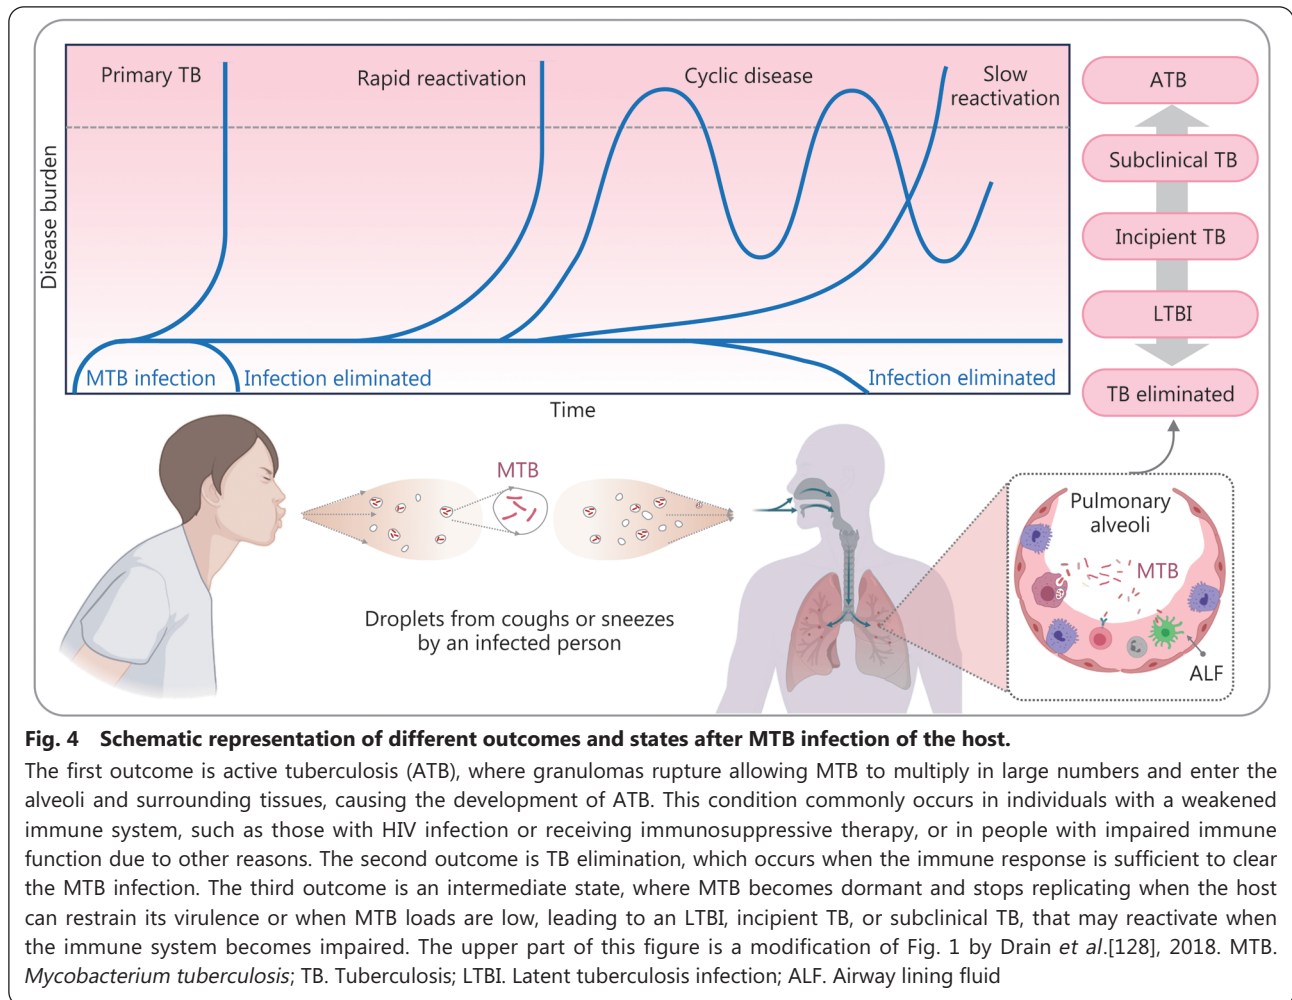 Primary TB
Rapid reactivation
Cyclic disease
Slow
reactivation
Disease burden
MTB infection
Infection eliminated
Infection eliminated
Time
ATB
Subclinical TB
Incipient TB
LTBI
TB eliminated
MTB
Droplets from coughs or sneezes
by an infected person
Pulmonary
alveoli
MTB
ALF
Fig. 4 Schematic representation of different outcomes and states after MTB infection of the host.
The first outcome is active tuberculosis (ATB), where granulomas rupture allowing MTB to multiply in large numbers and enter the
alveoli and surrounding tissues, causing the development of ATB. This condition commonly occurs in individuals with a weakened
immune system, such as those with HIV infection or receiving immunosuppressive therapy, or in people with impaired immune
function due to other reasons. The second outcome is TB elimination, which occurs when the immune response is sufficient to clear
the MTB infection. The third outcome is an intermediate state, where MTB becomes dormant and stops replicating when the host
can restrain its virulence or when MTB loads are low, leading to an LTBI, incipient TB, or subclinical TB, that may reactivate when
the immune system becomes impaired. The upper part of this figure is a modification of Fig. 1 by Drain et al.[128], 2018. MTB.
Mycobacterium tuberculosis; TB. Tuberculosis; LTBI. Latent tuberculosis infection; ALF. Airway lining fluid